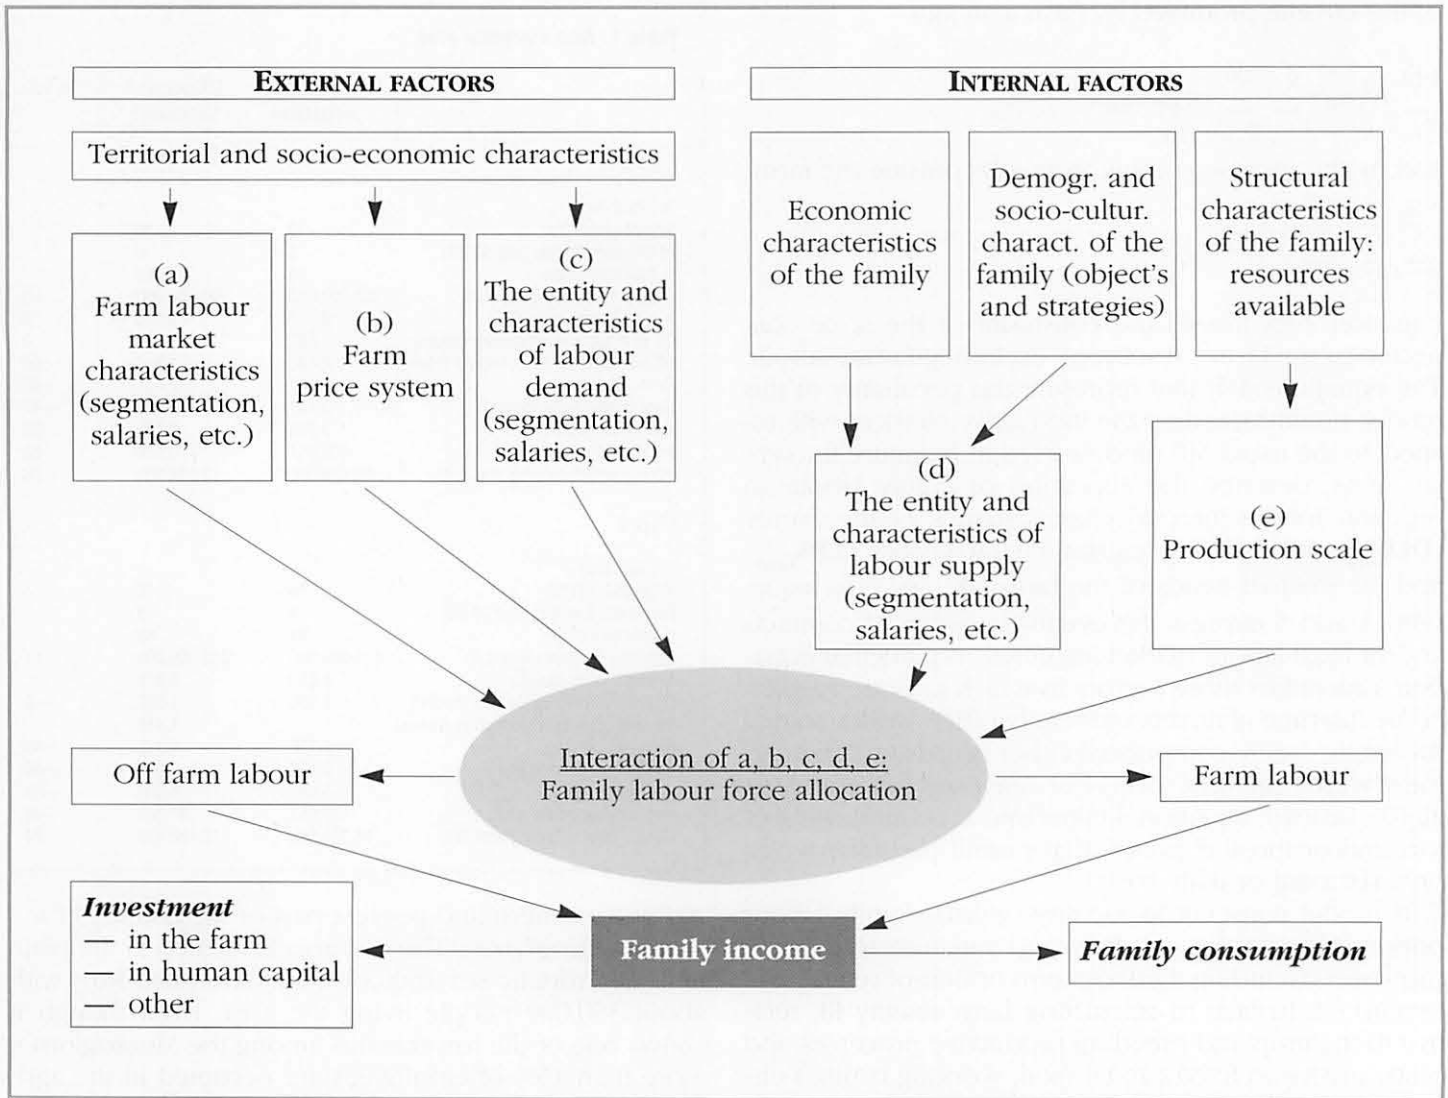 EXTERNAL FACTORS
Territorial and socio-economic characteristics
(a)
Farm labour
market
characteristics
(segmentation,
salaries, etc.)
(b)
Farm
price system
(c)
The entity and
characteristics
of labour
demand
(segmentation,
salaries, etc.)
INTERNAL FACTORS
Economic
characteristics
of the family
Demogr. and
socio-cultur.
charact. of the
family (object's
and strategies)
Structural
characteristics
of the family:
resources
available
(d)
The entity and
characteristics of
labour supply
(segmentation,
salaries, etc.)
(e)
Production scale
Interaction of a, b, c, d, e:
Family labour force allocation
Off farm labour
Farm labour
Investment
— in the farm
— in human capital
— other
Family income
Family consumption